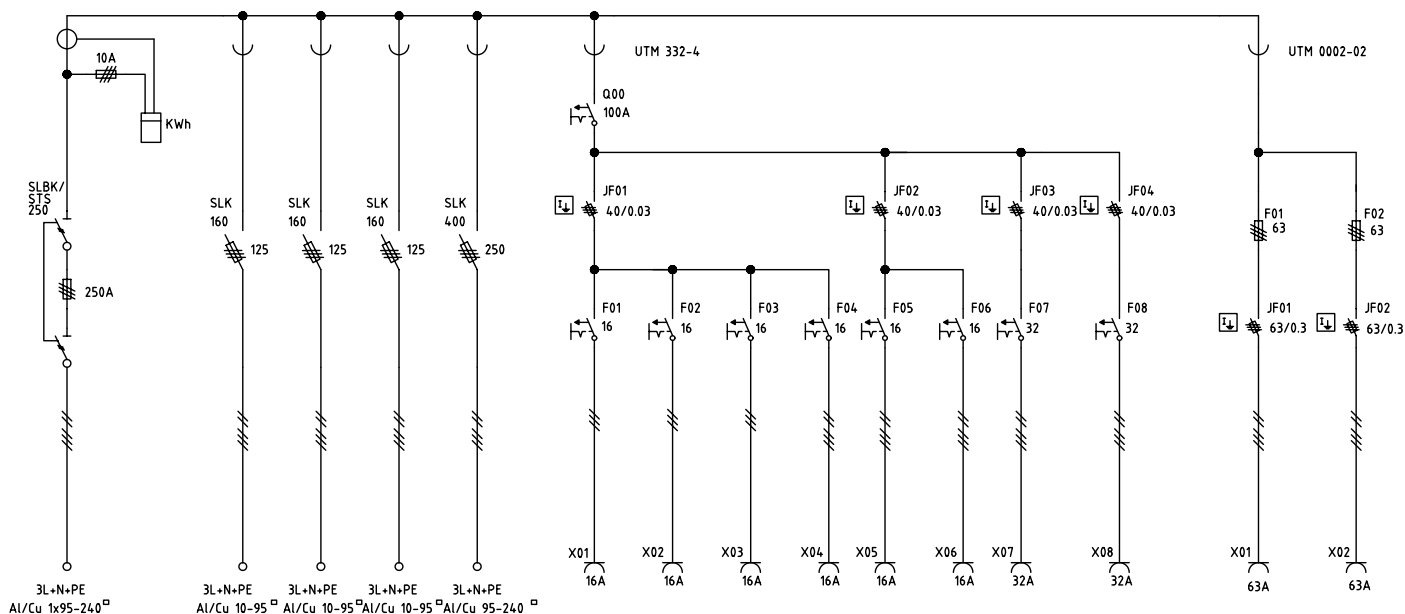 10A
KWh
SLBK/
STS
250
250A
3L+N+PE
Al/Cu 1x95-240□
SLK
160
125
3L+N+PE
Al/Cu 10-95□
SLK
160
125
3L+N+PE
Al/Cu 10-95□
SLK
160
125
3L+N+PE
Al/Cu 10-95□
SLK
400
250
3L+N+PE
Al/Cu 95-240□
UTM 332-4
Q00
100A
I
JF01
40/0.03
I
JF02
40/0.03
I
JF03
40/0.03
I
JF04
40/0.03
F01
16
F02
16
F03
16
F04
16
F05
16
F06
16
F07
32
F08
32
X01
16A
X02
16A
X03
16A
X04
16A
X05
16A
X06
16A
X07
32A
X08
32A
UTM 0002-02
F01
63
F02
63
I
JF01
63/0.3
I
JF02
63/0.3
X01
63A
X02
63A